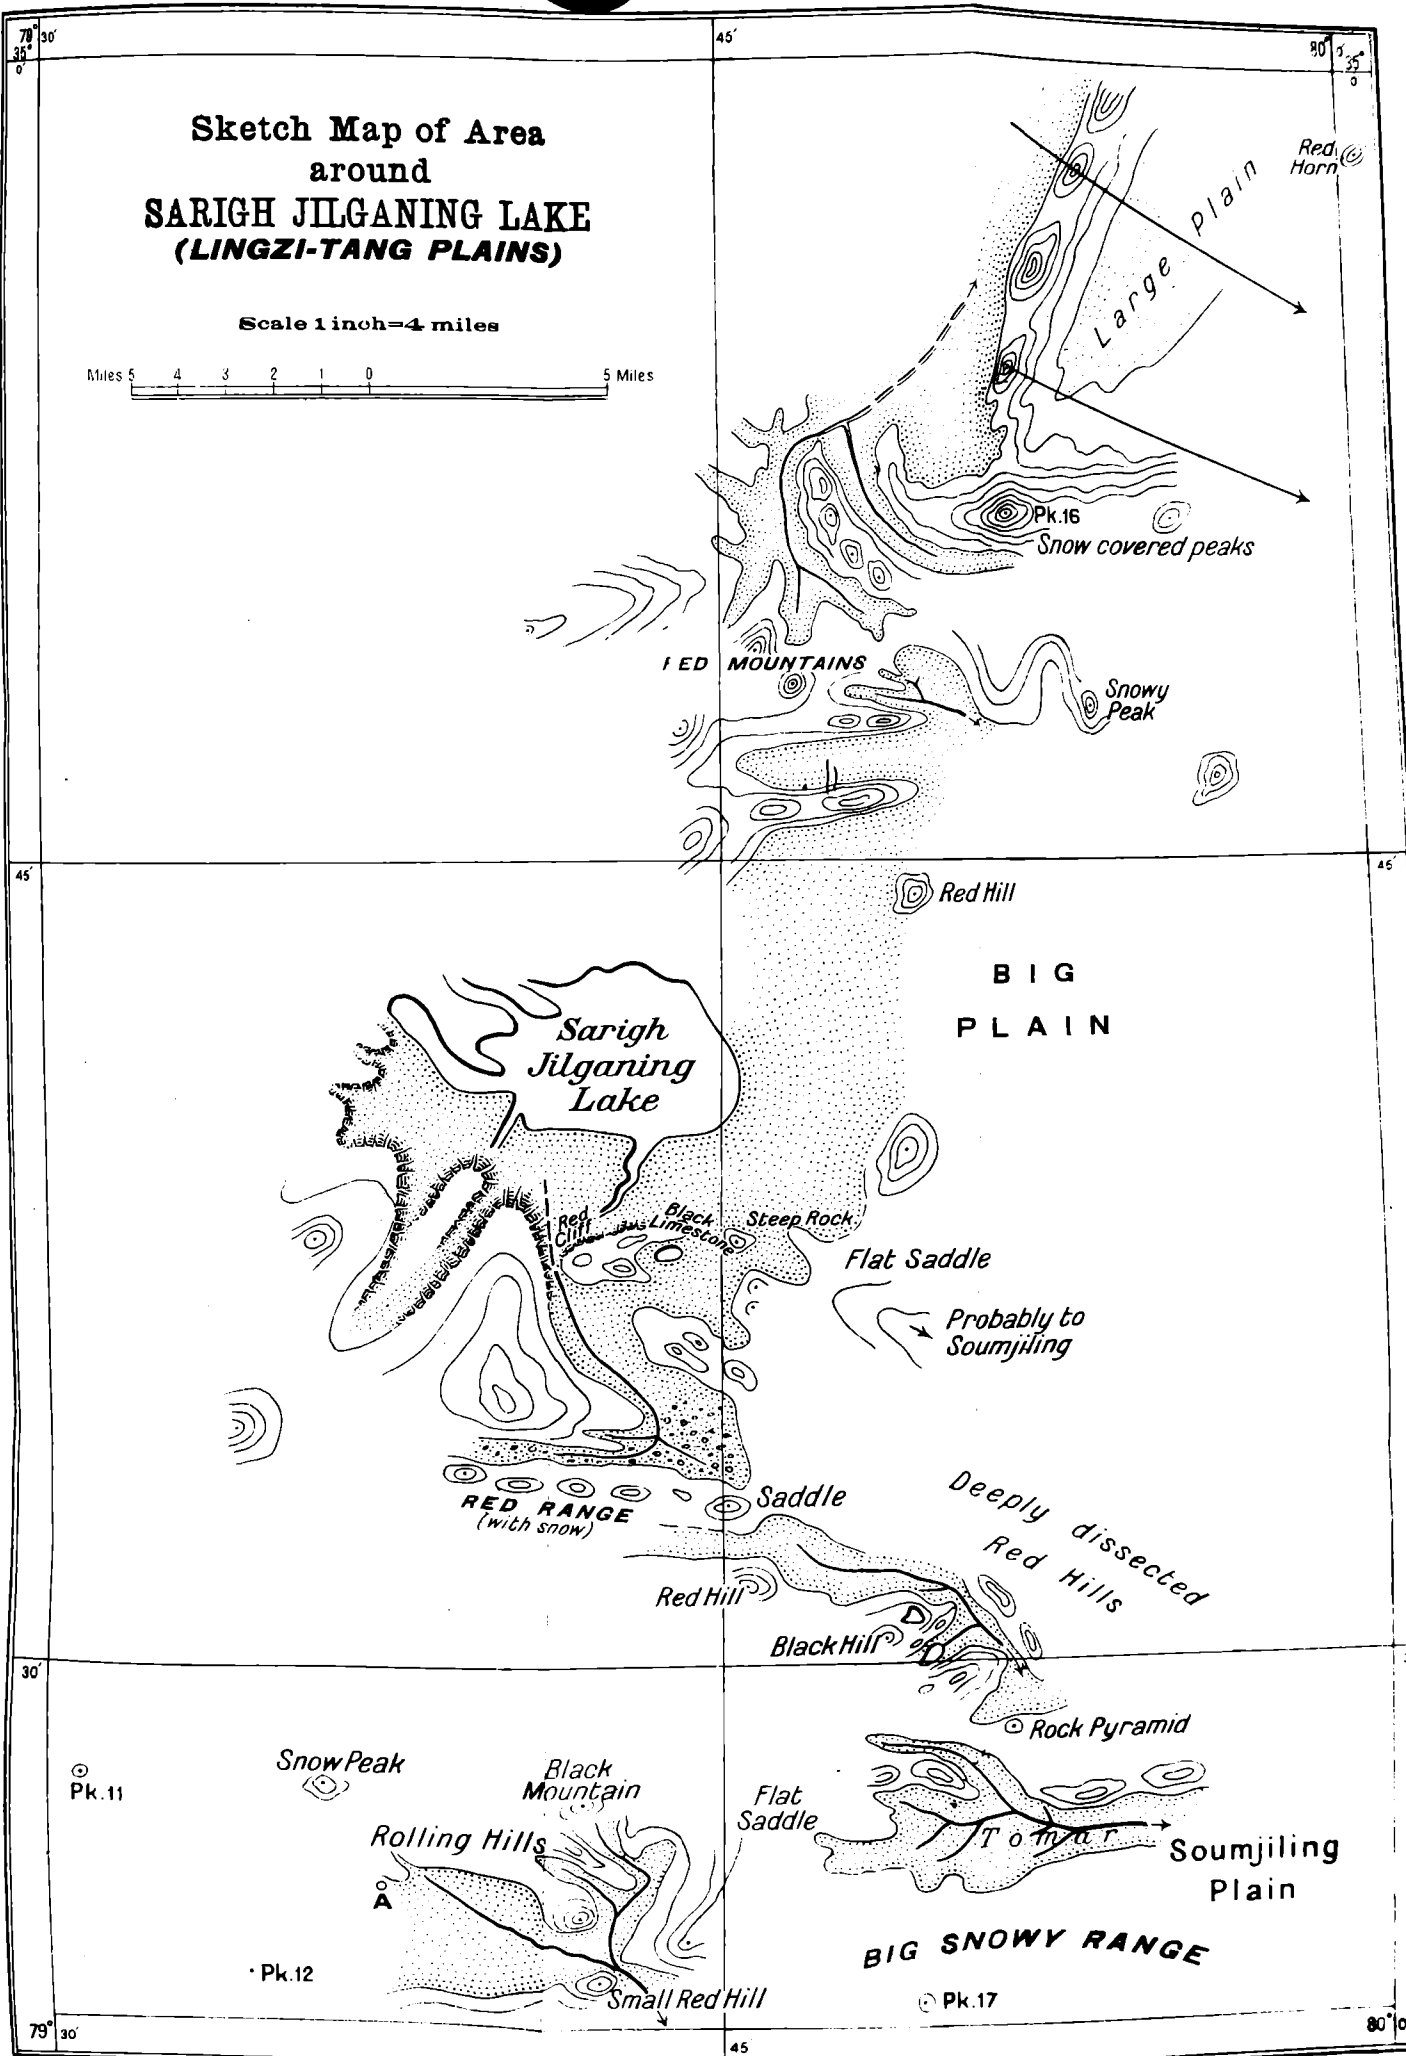 79° 30'
45'
80° 0'
35°
0'
35°
0
Sketch Map of Area
around
SARIGH JILGANING LAKE
(LINGZI-TANG PLAINS)
Scale 1 inch=4 miles
Miles 5 4 3 2 1 0 5 Miles
Red
Horn
Large Plain
Pk.16
Snow covered peaks
RED MOUNTAINS
Snowy
Peak
45'
45'
Red Hill
BIG
PLAIN
Sarigh
Jilganing
Lake
Red
Cliff
Black
Limestone
Steep Rock
Flat Saddle
Probably to
Soumjiling
RED RANGE
(with snow)
Saddle
Deeply dissected
Red Hills
Red Hill
Black Hill
30'
Rock Pyramid
Pk.11
Snow Peak
Black
Mountain
Flat
Saddle
Rolling Hills
A
Tomar
Soumjiling
Plain
BIG SNOWY RANGE
Pk.12
Small Red Hill
Pk.17
79° 30'
45
80° 0